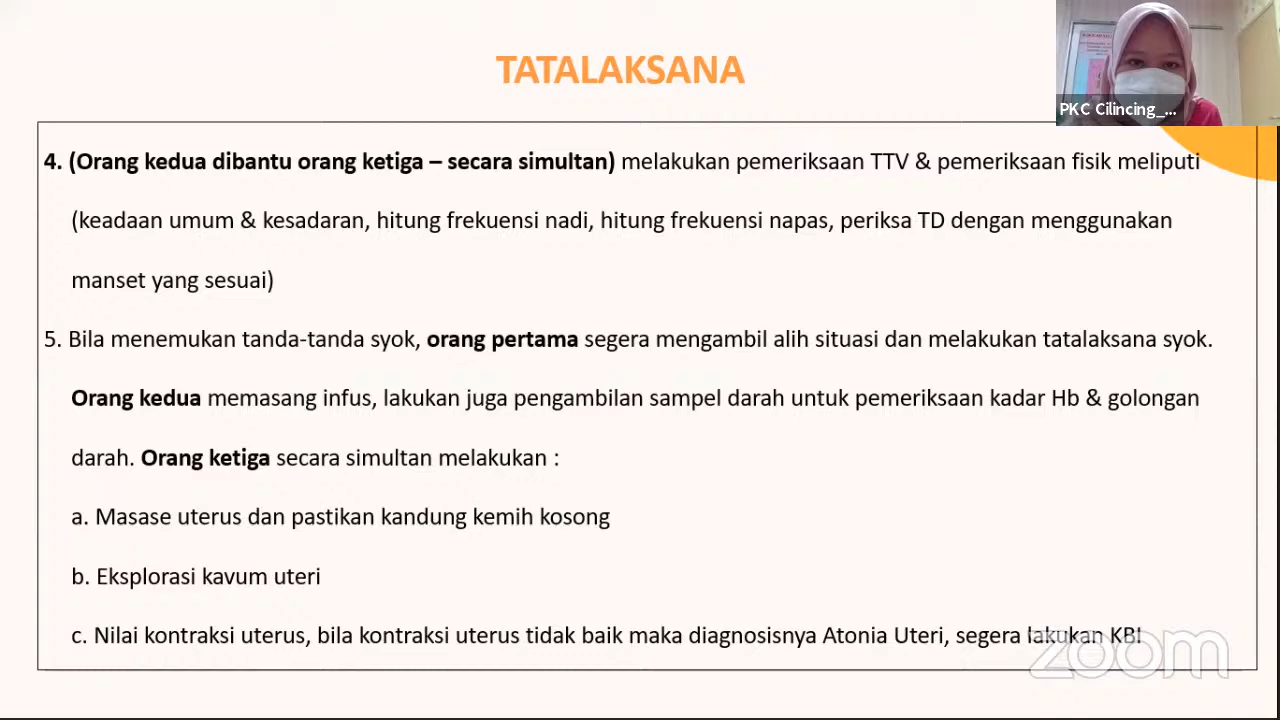 TATALAKSANA
PKC Cilincing_...
4. (Orang kedua dibantu orang ketiga – secara simultan) melakukan pemeriksaan TTV & pemeriksaan fisik meliputi
(keadaan umum & kesadaran, hitung frekuensi nadi, hitung frekuensi napas, periksa TD dengan menggunakan
manset yang sesuai)
5. Bila menemukan tanda-tanda syok, orang pertama segera mengambil alih situasi dan melakukan tatalaksana syok.
Orang kedua memasang infus, lakukan juga pengambilan sampel darah untuk pemeriksaan kadar Hb & golongan
darah. Orang ketiga secara simultan melakukan :
a. Masase uterus dan pastikan kandung kemih kosong
b. Eksplorasi kavum uteri
c. Nilai kontraksi uterus, bila kontraksi uterus tidak baik maka diagnosisnya Atonia Uteri, segera lakukan KBI
zoom